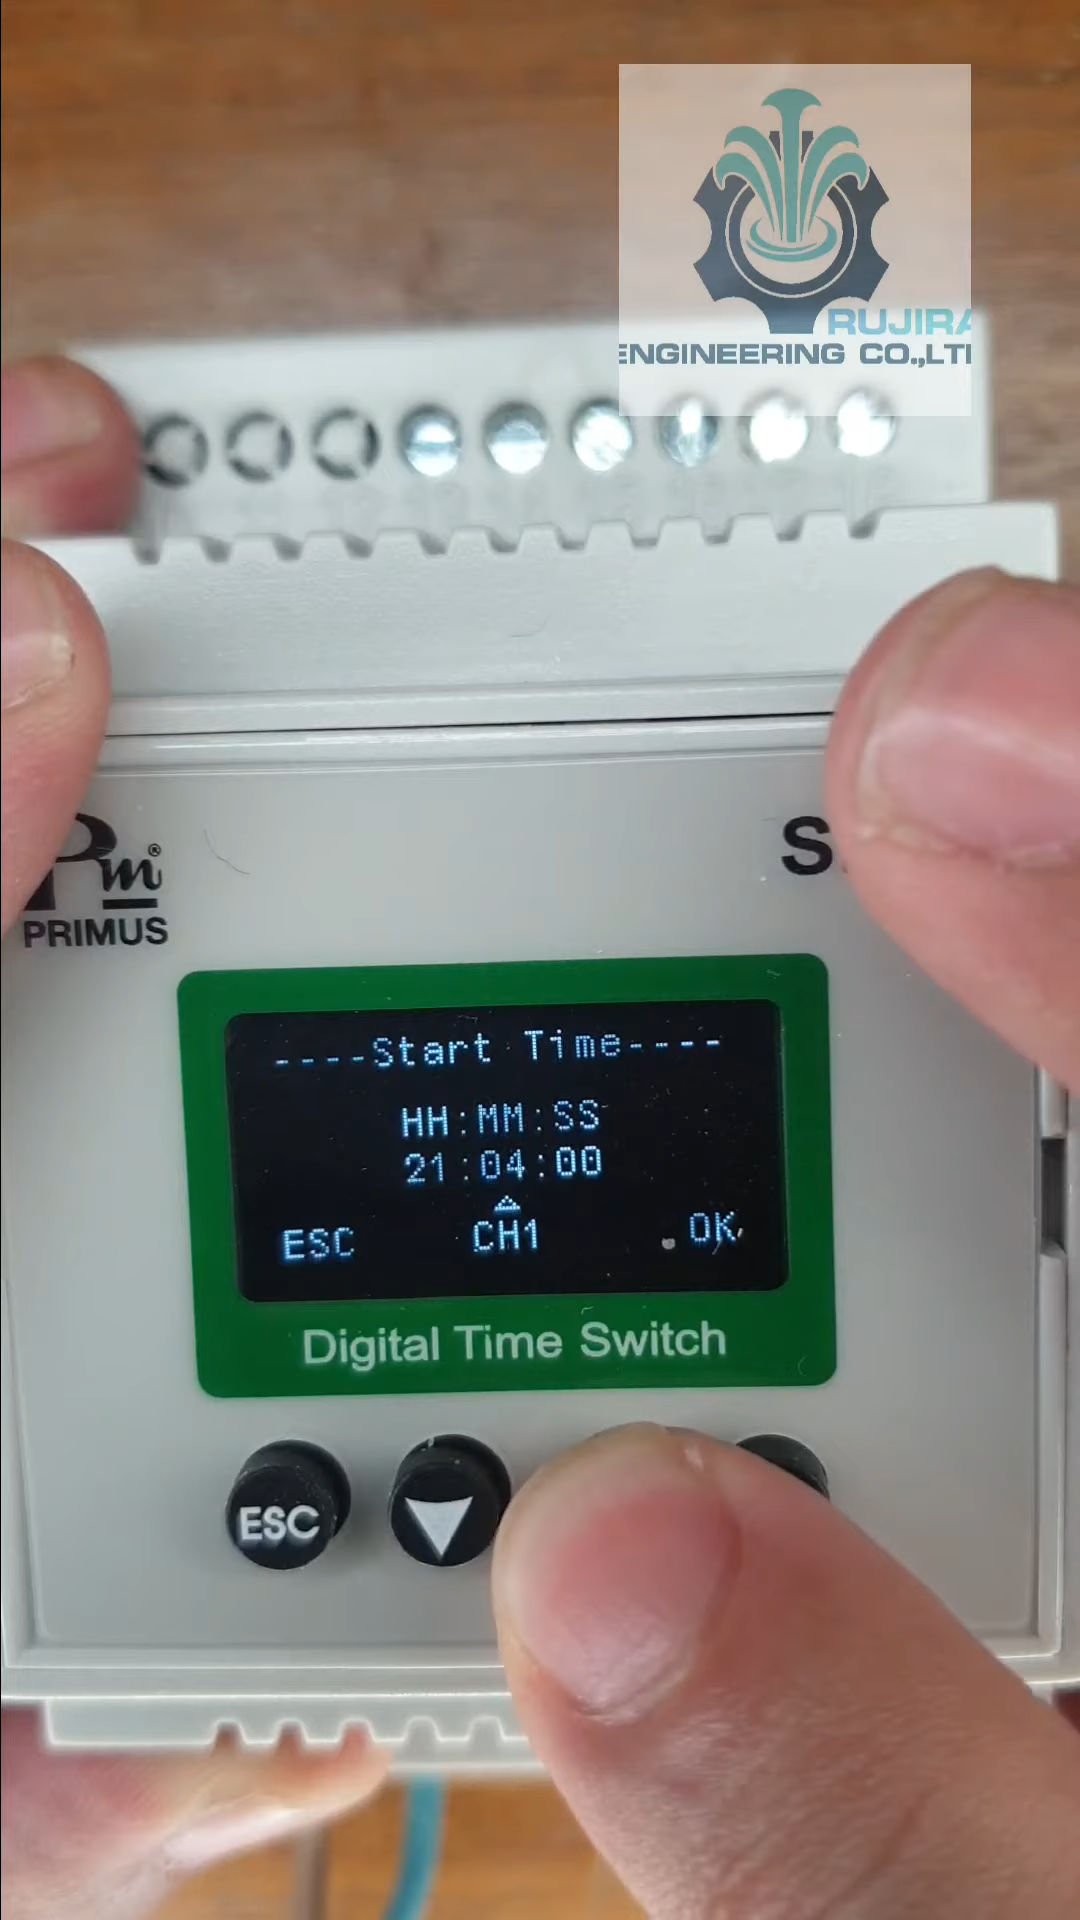 RUJIRA
ENGINEERING CO.,LT
Pm®
PRIMUS
----Start Time----
HH:MM:SS
21:04:00
ESC CH1 OK
Digital Time Switch
ESC